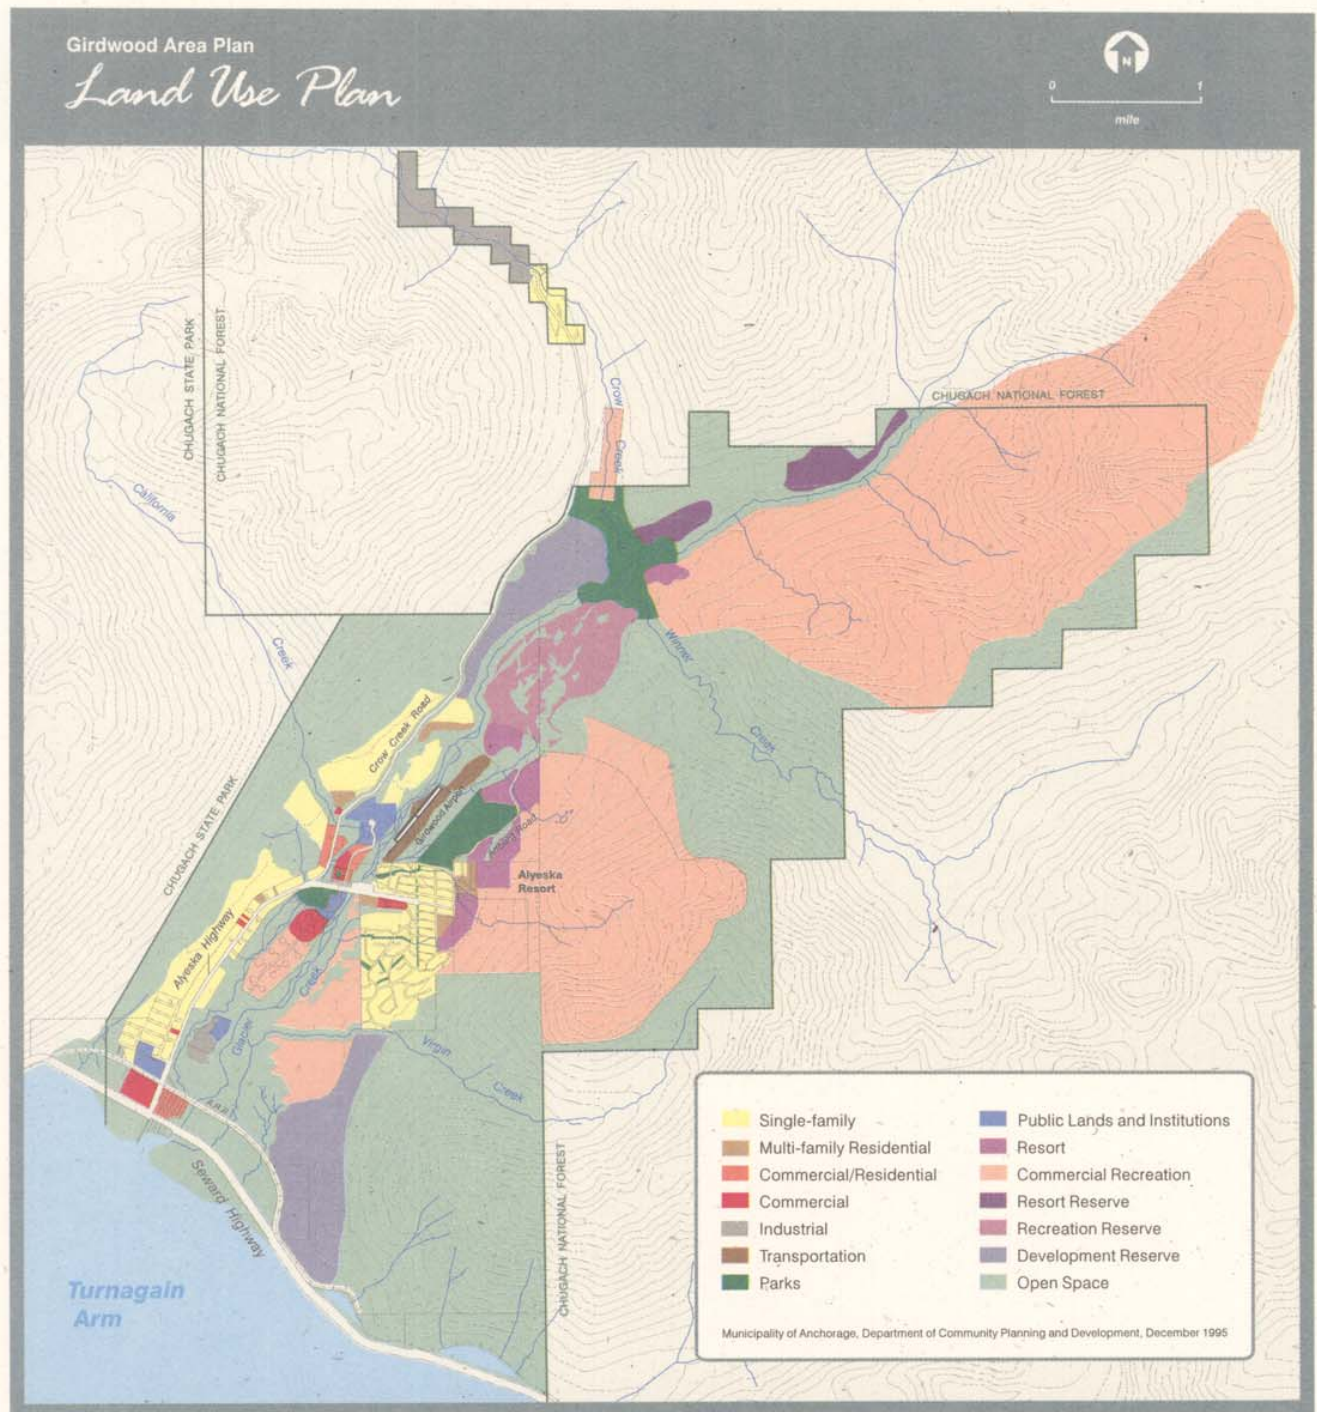 Girdwood Area Plan
Land Use Plan
N
0 1
mile
CHUGACH STATE PARK
CHUGACH NATIONAL FOREST
Crow
Creek
CHUGACH NATIONAL FOREST
California
Creek
Winner
Creek
Crow Creek Road
CHUGACH STATE PARK
Girdwood Airport
Arlberg Road
Alyeska
Resort
Alyeska Highway
Glacier
Creek
Virgin
Creek
A.R.R.
Seward Highway
CHUGACH NATIONAL FOREST
Turnagain
Arm
Single-family
Multi-family Residential
Commercial/Residential
Commercial
Industrial
Transportation
Parks
Public Lands and Institutions
Resort
Commercial Recreation
Resort Reserve
Recreation Reserve
Development Reserve
Open Space
Municipality of Anchorage, Department of Community Planning and Development, December 1995